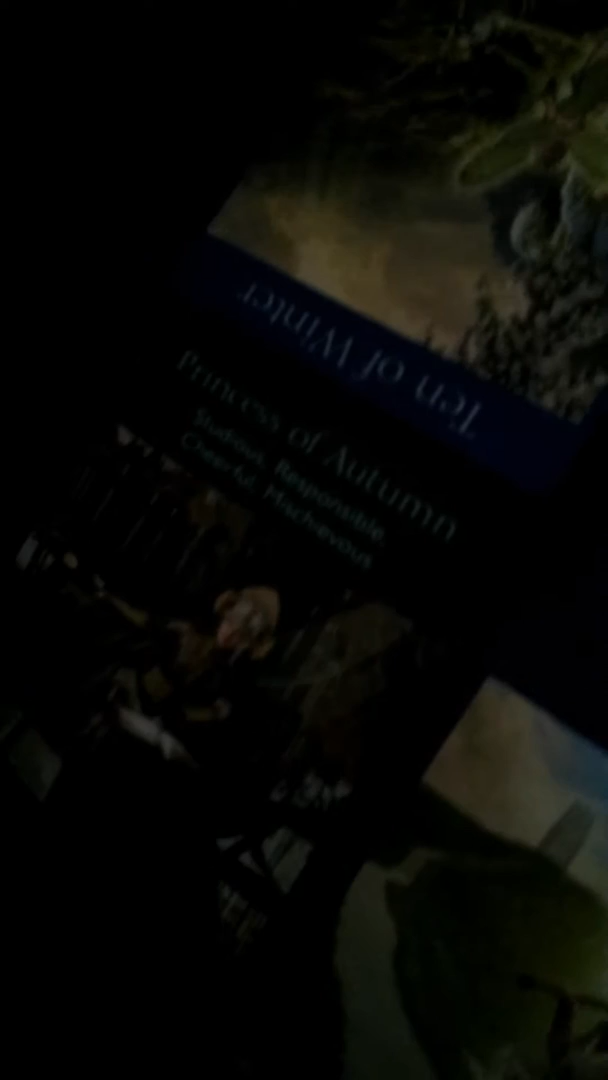 Ten of Winter
Princess of Autumn
Studious, Responsible,
Cheerful, Mischievous